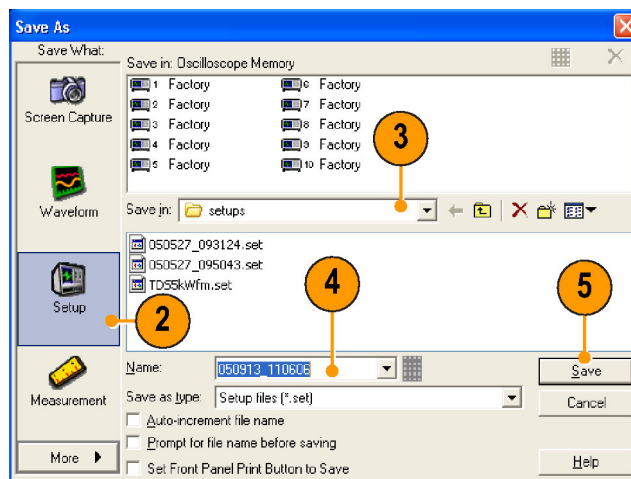 Save As
Save What:
Save in: Oscilloscope Memory
1 Factory
2 Factory
3 Factory
4 Factory
5 Factory
6 Factory
7 Factory
8 Factory
9 Factory
10 Factory
Screen Capture
Waveform
Setup
Measurement
More
Save in: setups
050527_093124.set
050527_095043.set
TDS5kWfm.set
Name: 050913_110606
Save as type: Setup files (*.set)
Auto-increment file name
Prompt for file name before saving
Set Front Panel Print Button to Save
Save
Cancel
Help
2
3
4
5